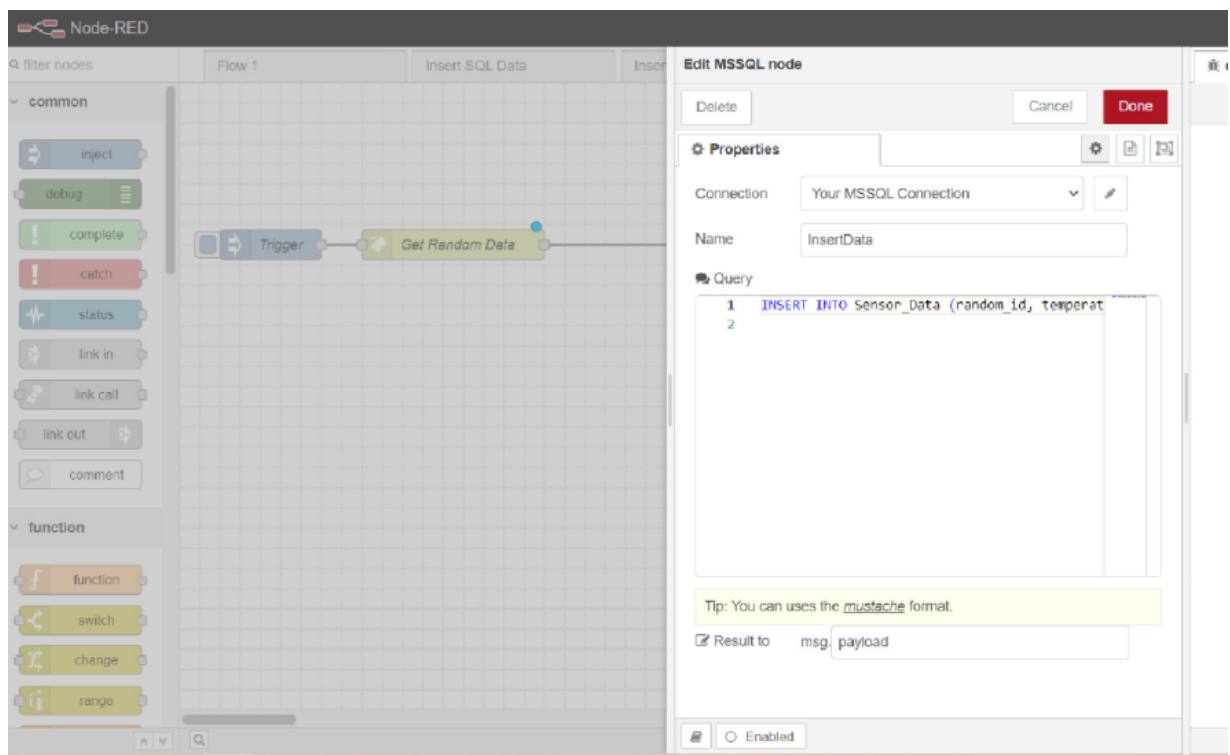 Node-RED
filter nodes
common
inject
debug
complete
catch
status
link in
link call
link out
comment
function
function
switch
change
range
Flow 1
Insert SQL Data
Inser
Trigger
Get Random Data
Edit MSSQL node
Delete
Cancel
Done
Properties
Connection
Your MSSQL Connection
Name
InsertData
Query
1 INSERT INTO Sensor_Data (random_id, temperat
2
Tip: You can uses the mustache format.
Result to
msg. payload
Enabled